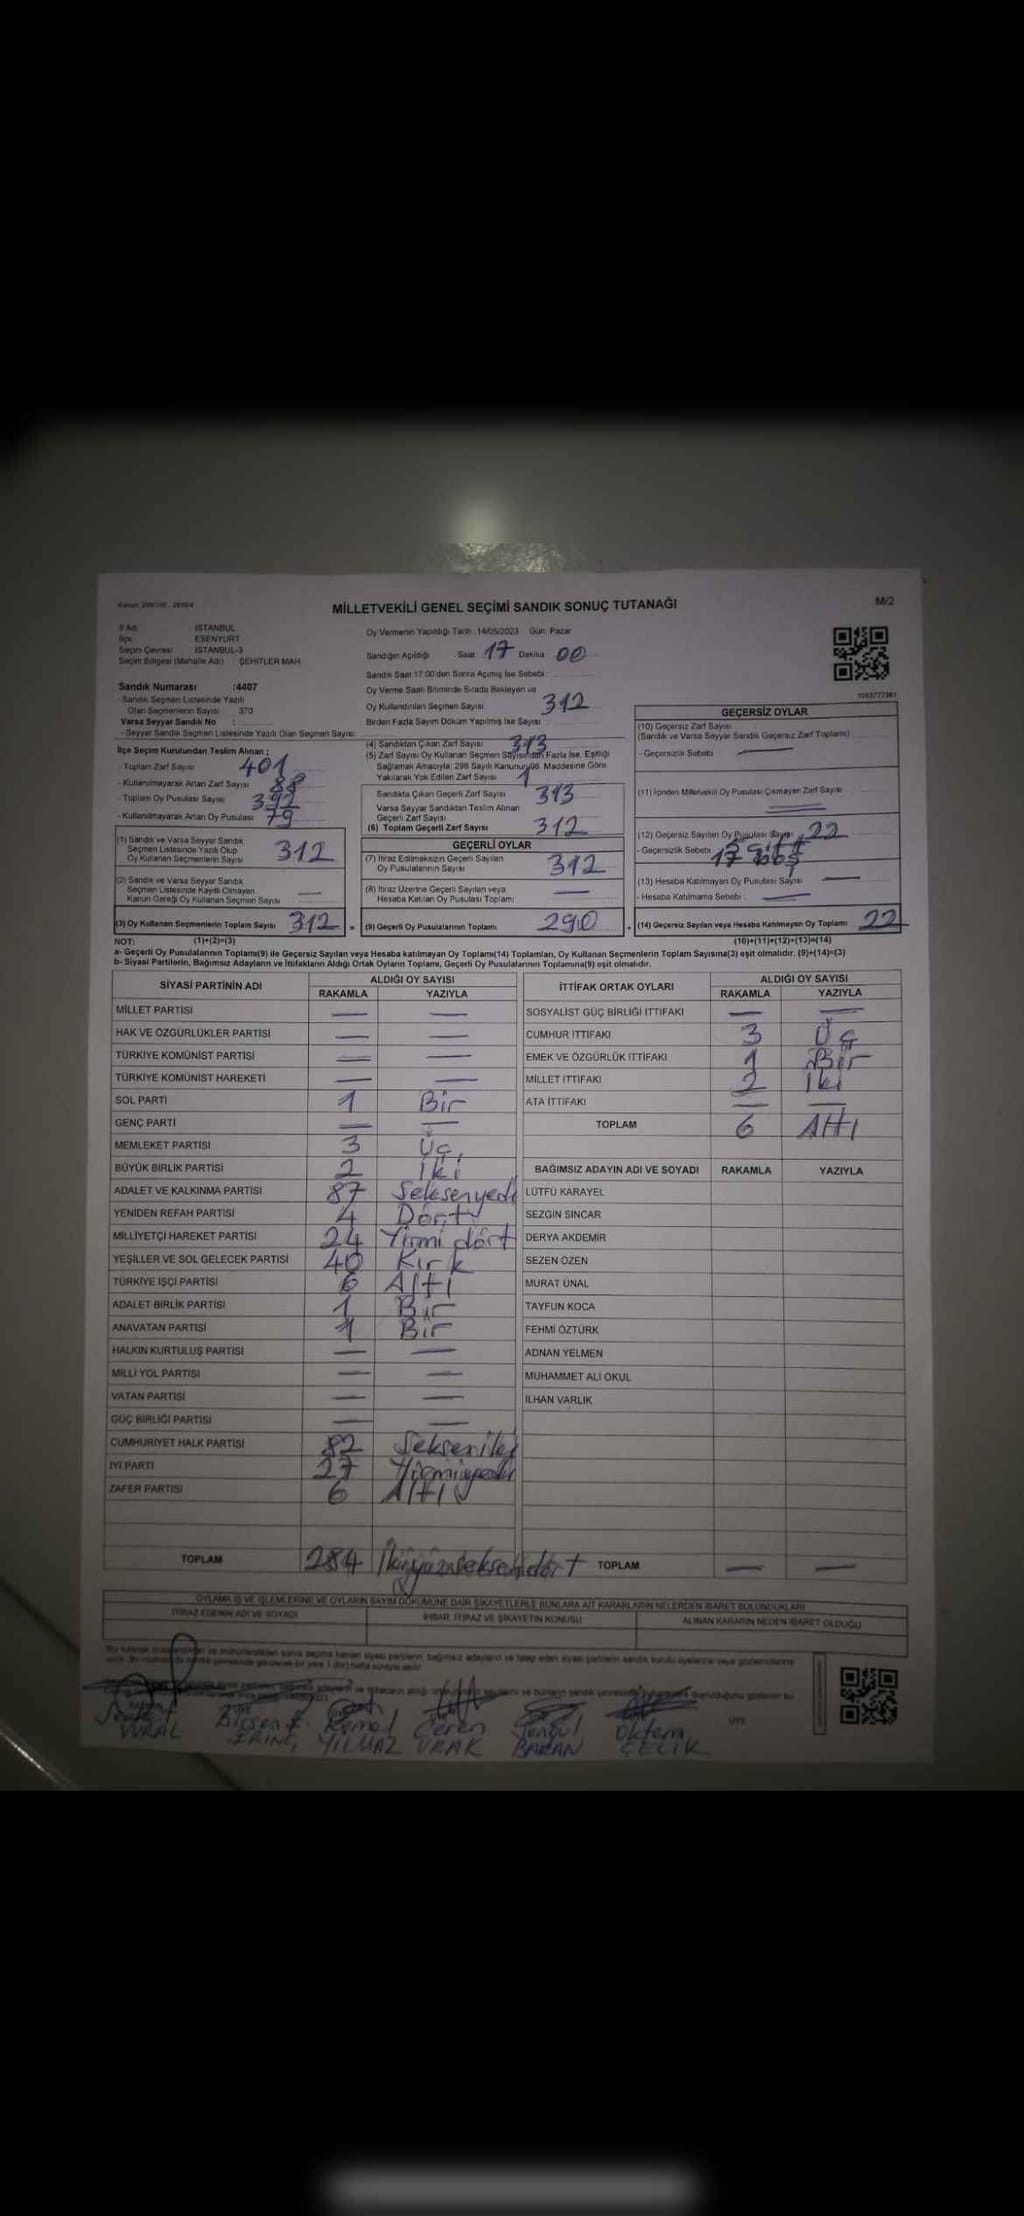 MİLLETVEKİLİ GENEL SEÇİMİ SANDIK SONUÇ TUTANAĞI
M/2
İl Adı : İSTANBUL
İlçe : ESENYURT
Seçim Çevresi : İSTANBUL-3
Seçim Bölgesi (Mahalle Adı) : ŞEHİTLER MAH
Sandık Numarası :4407
- Sandık Seçmen Listesinde Yazılı
Olan Seçmenlerin Sayısı : 370
Varsa Seyyar Sandık No :
- Seyyar Sandık Seçmen Listesinde Yazılı Olan Seçmen Sayısı
Oy Vermenin Yapıldığı Tarih : 14/05/2023 Gün: Pazar
Sandığın Açıldığı Saat: 17 Dakika 00
Sandık Saat 17:00'den Sonra Açılmış İse Sebebi :
Oy Verme Saati Bitiminde Sırada Bekleyen ve
Oy Kullandırılan Seçmen Sayısı 312
Birden Fazla Sayım Döküm Yapılmış İse Sayısı :
İlçe Seçim Kurulundan Teslim Alınan ;
- Toplam Zarf Sayısı 401
- Kullanılmayarak Artan Zarf Sayısı 88
- Toplam Oy Pusulası Sayısı 392
- Kullanılmayarak Artan Oy Pusulası 79
(4) Sandıktan Çıkan Zarf Sayısı 313
(5) Zarf Sayısı Oy Kullanan Seçmen Sayısından Fazla İse, Eşitliği
Sağlamak Amacıyla; 298 Sayılı Kanunun 98. Maddesine Göre
Yakılarak Yok Edilen Zarf Sayısı 1
Sandıkta Çıkan Geçerli Zarf Sayısı 313
Varsa Seyyar Sandıktan Teslim Alınan
Geçerli Zarf Sayısı
(6) Toplam Geçerli Zarf Sayısı 312
(1) Sandık ve Varsa Seyyar Sandık
Seçmen Listesinde Yazılı Olup
Oy Kullanan Seçmenlerin Sayısı 312
(2) Sandık ve Varsa Seyyar Sandık
Seçmen Listesinde Kayıtlı Olmayan
Kanun Gereği Oy Kullanan Seçmen Sayısı —
(3) Oy Kullanan Seçmenlerin Toplam Sayısı 312
GEÇERLİ OYLAR
(7) İtiraz Edilmeksizin Geçerli Sayılan
Oy Pusulalarının Sayısı 312
(8) İtiraz Üzerine Geçerli Sayılan veya
Hesaba Katılan Oy Pusulası Toplamı —
= (9) Geçerli Oy Pusulalarının Toplamı 290
1093777381
GEÇERSİZ OYLAR
(10) Geçersiz Zarf Sayısı
(Sandık ve Varsa Seyyar Sandık Geçersiz Zarf Toplamı)
- Geçersizlik Sebebi —
(11) İçinden Milletvekili Oy Pusulası Çıkmayan Zarf Sayısı
—
(12) Geçersiz Sayılan Oy Pusulası Sayısı 22
- Geçersizlik Sebebi : 17 boş
(13) Hesaba Katılmayan Oy Pusulası Sayısı —
- Hesaba Katılmama Sebebi : —
+ (14) Geçersiz Sayılan veya Hesaba Katılmayan Oy Toplamı 22
NOT: (1)+(2)=(3) (10)+(11)+(12)+(13)=(14)
a- Geçerli Oy Pusulalarının Toplamı(9) ile Geçersiz Sayılan veya Hesaba katılmayan Oy Toplamı(14) Toplamları, Oy Kullanan Seçmenlerin Toplam Sayısına(3) eşit olmalıdır. (9)+(14)=(3)
b- Siyasi Partilerin, Bağımsız Adayların ve İttifakların Aldığı Ortak Oyların Toplamı, Geçerli Oy Pusulalarının Toplamına(9) eşit olmalıdır.
SİYASİ PARTİNİN ADI ALDIĞI OY SAYISI
RAKAMLA YAZIYLA
MİLLET PARTİSİ — —
HAK VE ÖZGÜRLÜKLER PARTİSİ — —
TÜRKİYE KOMÜNİST PARTİSİ — —
TÜRKİYE KOMÜNİST HAREKETİ — —
SOL PARTİ 1 Bir
GENÇ PARTİ — —
MEMLEKET PARTİSİ 3 Üç
BÜYÜK BİRLİK PARTİSİ 2 İki
ADALET VE KALKINMA PARTİSİ 87 Seksenyedi
YENİDEN REFAH PARTİSİ 4 Dört
MİLLİYETÇİ HAREKET PARTİSİ 24 Yirmi dört
YEŞİLLER VE SOL GELECEK PARTİSİ 40 Kırk
TÜRKİYE İŞÇİ PARTİSİ 6 Altı
ADALET BİRLİK PARTİSİ 1 Bir
ANAVATAN PARTİSİ 1 Bir
HALKIN KURTULUŞ PARTİSİ — —
MİLLİ YOL PARTİSİ — —
VATAN PARTİSİ — —
GÜÇ BİRLİĞİ PARTİSİ — —
CUMHURİYET HALK PARTİSİ 82 Sekseniki
İYİ PARTİ 27 Yirmiyedi
ZAFER PARTİSİ 6 Altı
TOPLAM 284 İkiyüzseksendört
İTTİFAK ORTAK OYLARI ALDIĞI OY SAYISI
RAKAMLA YAZIYLA
SOSYALİST GÜÇ BİRLİĞİ İTTİFAKI — —
CUMHUR İTTİFAKI 3 Üç
EMEK VE ÖZGÜRLÜK İTTİFAKI 1 Bir
MİLLET İTTİFAKI 2 İki
ATA İTTİFAKI — —
TOPLAM 6 Altı
BAĞIMSIZ ADAYIN ADI VE SOYADI RAKAMLA YAZIYLA
LÜTFÜ KARAYEL
SEZGİN SİNCAR
DERYA AKDEMİR
SEZEN ÖZEN
MURAT ÜNAL
TAYFUN KOCA
FEHMİ ÖZTÜRK
ADNAN YELMEN
MUHAMMET ALİ OKUL
İLHAN VARLIK
TOPLAM — —
OYLAMA İŞ VE İŞLEMLERİNE VE OYLARIN SAYIM DÖKÜMÜNE DAİR ŞİKAYETLERLE BUNLARA AİT KARARLARIN NELERDEN İBARET BULUNDUKLARI
İTİRAZ EDENİN ADI VE SOYADI İHBAR, İTİRAZ VE ŞİKAYETİN KONUSU ALINAN KARARIN NEDEN İBARET OLDUĞU
VURAL
Birsen
Kemal YILMAZ
Ceren URAK
Songül BARAN
Öktem ÇELİK
ÜYE